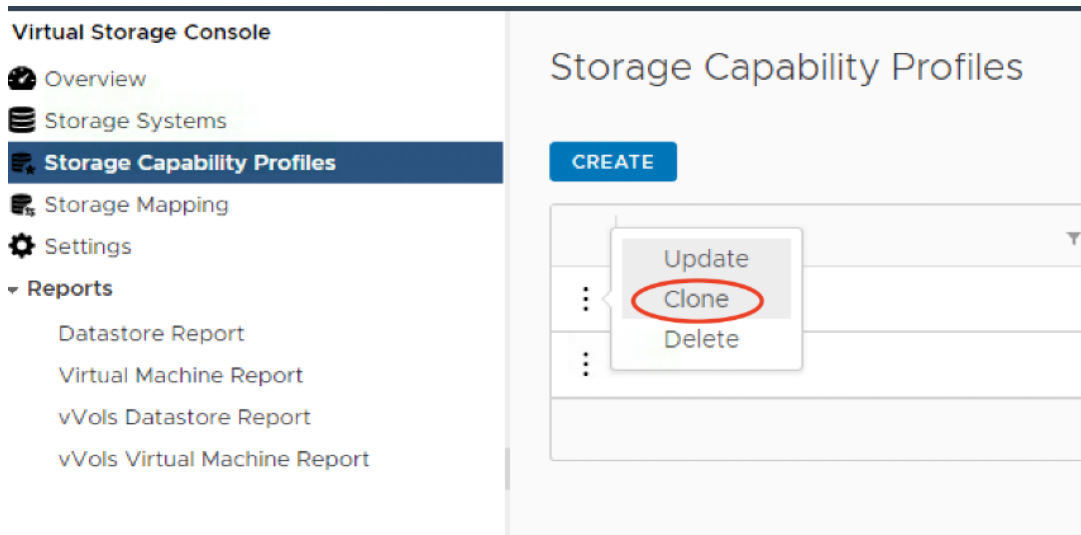 Virtual Storage Console
Overview
Storage Systems
Storage Capability Profiles
Storage Mapping
Settings
Reports
Datastore Report
Virtual Machine Report
vVols Datastore Report
vVols Virtual Machine Report
Storage Capability Profiles
CREATE
Update
Clone
Delete